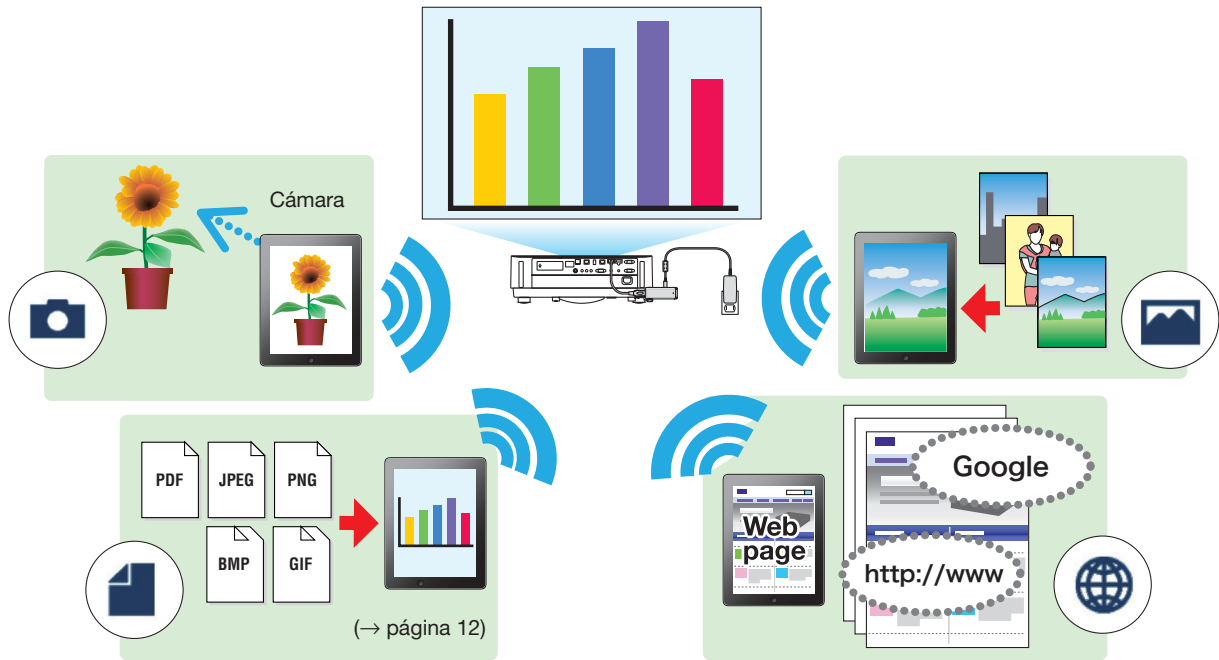 Cámara
PDF
JPEG
PNG
BMP
GIF
(→ página 12)
Web
page
Google
http://www